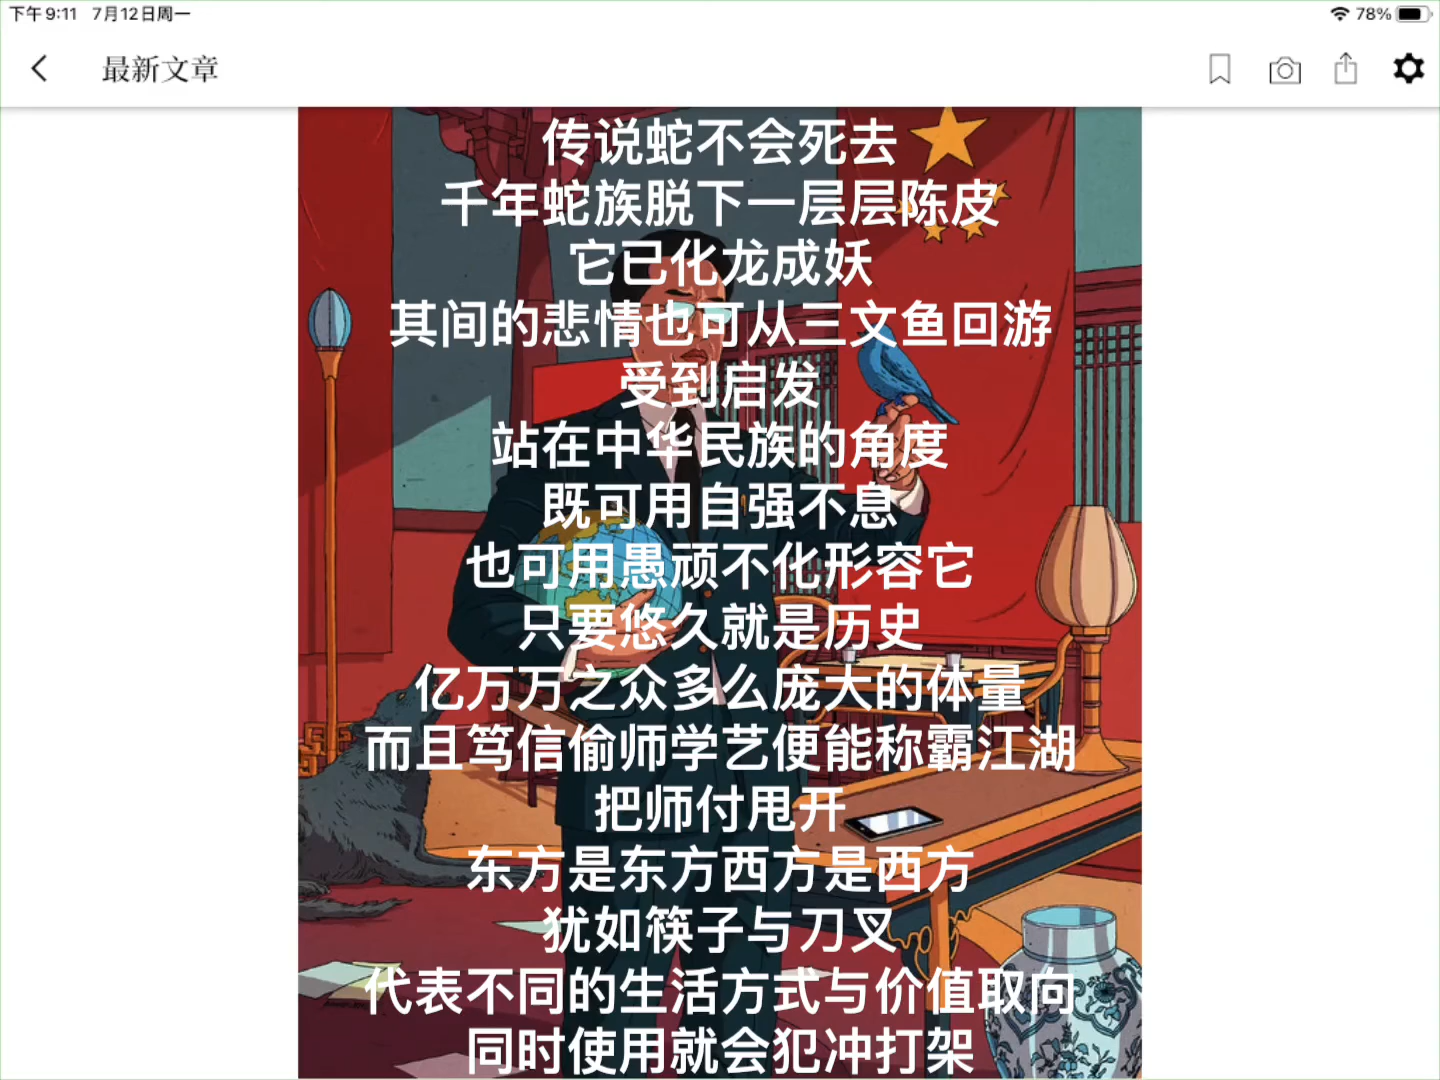 下午9:11 7月12日周一 78%
最新文章
传说蛇不会死去
千年蛇族脱下一层层陈皮
它已化龙成妖
其间的悲情也可从三文鱼回游
受到启发
站在中华民族的角度
既可用自强不息
也可用愚顽不化形容它
只要悠久就是历史
亿万万之众多么庞大的体量
而且笃信偷师学艺便能称霸江湖
把师付甩开
东方是东方西方是西方
犹如筷子与刀叉
代表不同的生活方式与价值取向
同时使用就会犯冲打架